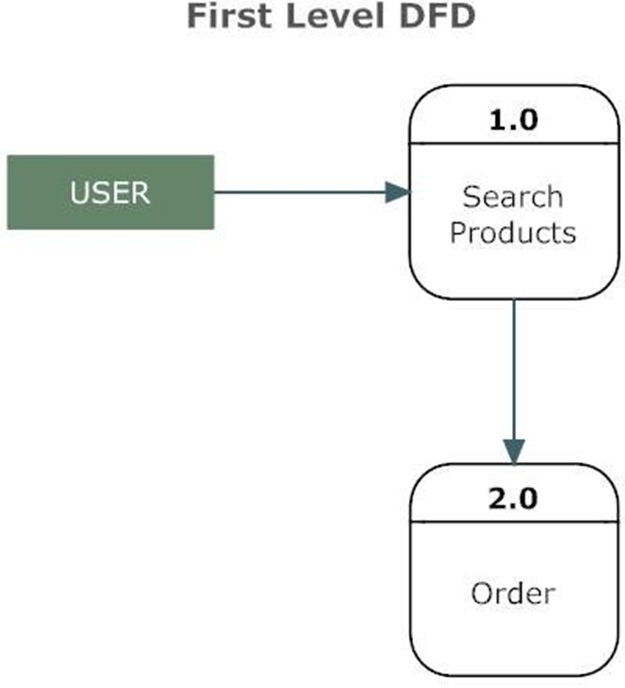 First Level DFD
1.0
USER
Search
Products
2.0
Order